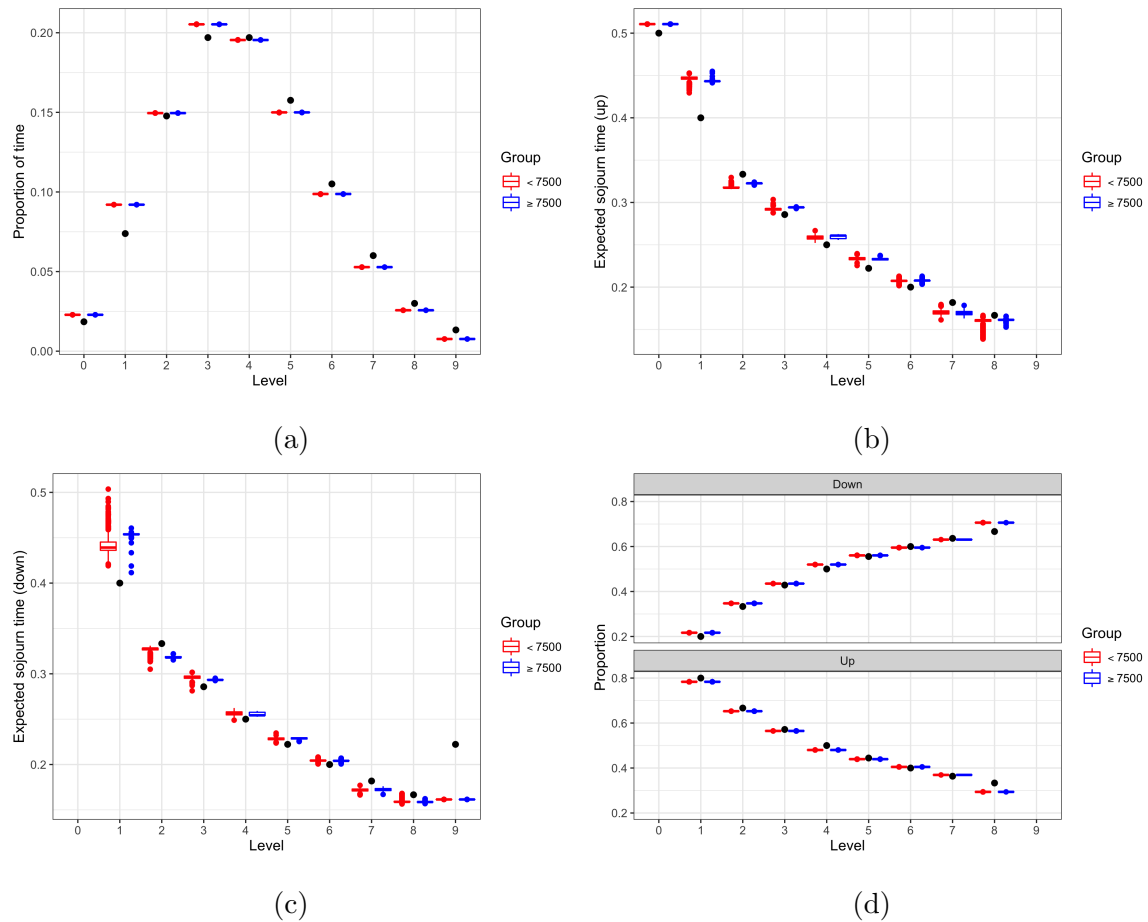 0.20
0.15
0.10
0.05
0.00
Proportion of time
0 1 2 3 4 5 6 7 8 9
Level
Group
< 7500
≥ 7500
(a)
0.5
0.4
0.3
0.2
Expected sojourn time (up)
0 1 2 3 4 5 6 7 8 9
Level
Group
< 7500
≥ 7500
(b)
0.5
0.4
0.3
0.2
Expected sojourn time (down)
0 1 2 3 4 5 6 7 8 9
Level
Group
< 7500
≥ 7500
(c)
Down
0.8
0.6
0.4
0.2
Up
0.8
0.6
0.4
0.2
Proportion
0 1 2 3 4 5 6 7 8 9
Level
Group
< 7500
≥ 7500
(d)